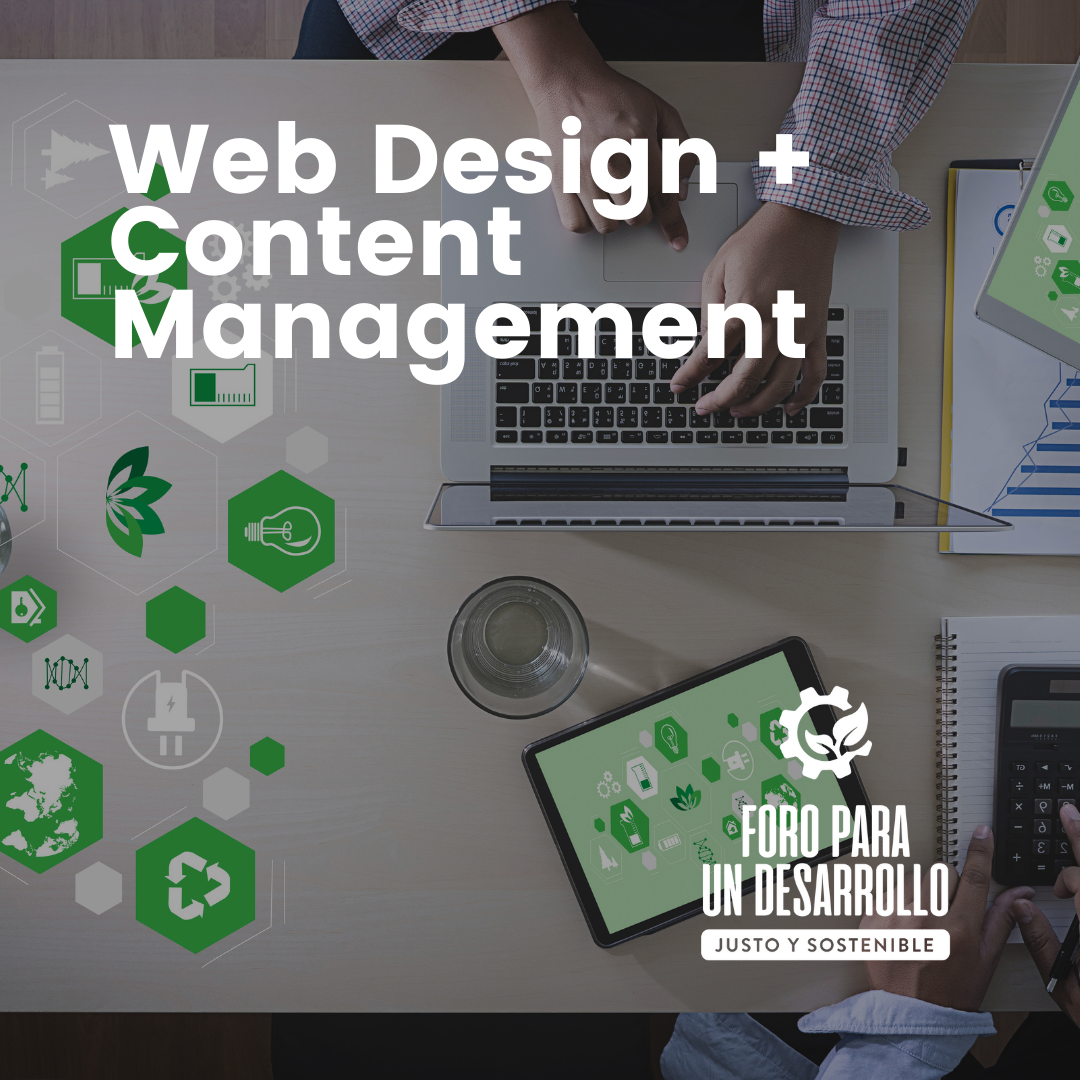 Web Design +
Content
Management
FORO PARA
UN DESARROLLO
JUSTO Y SOSTENIBLE